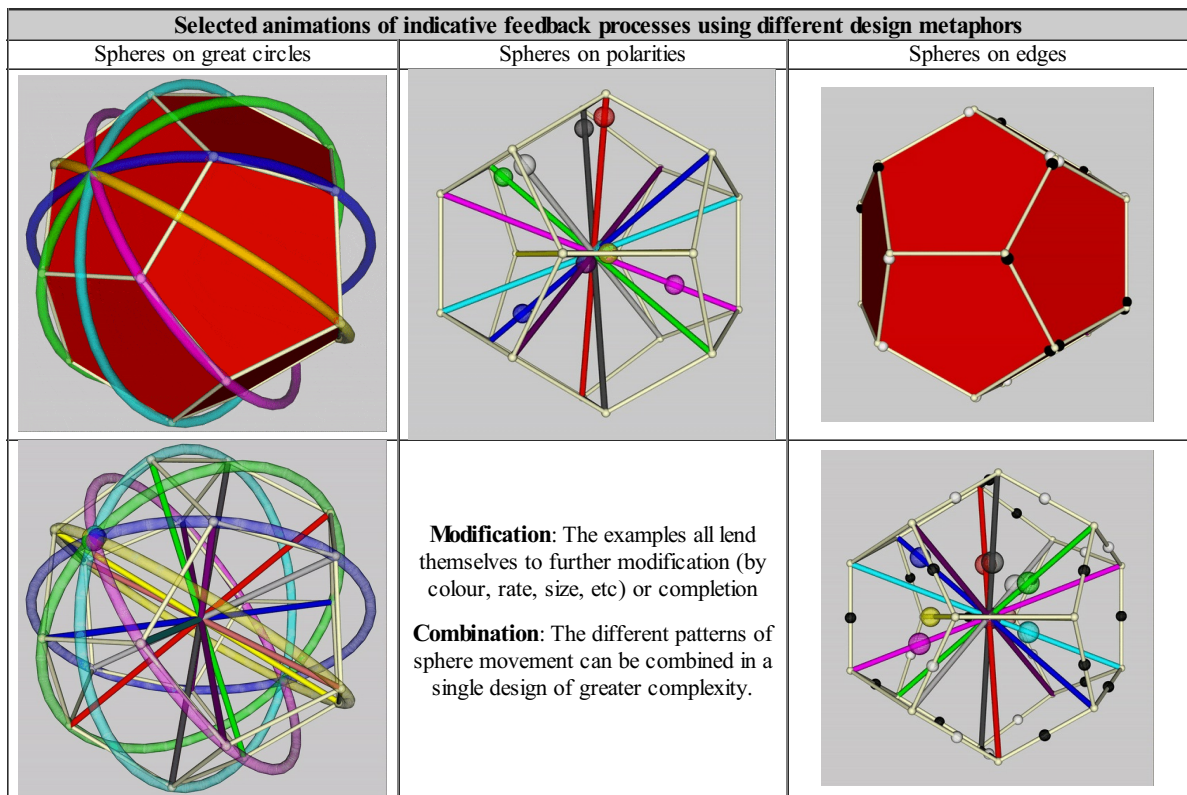 Selected animations of indicative feedback processes using different design metaphors
Spheres on great circles
Spheres on polarities
Spheres on edges
Modification: The examples all lend
themselves to further modification (by
colour, rate, size, etc) or completion
Combination: The different patterns of
sphere movement can be combined in a
single design of greater complexity.